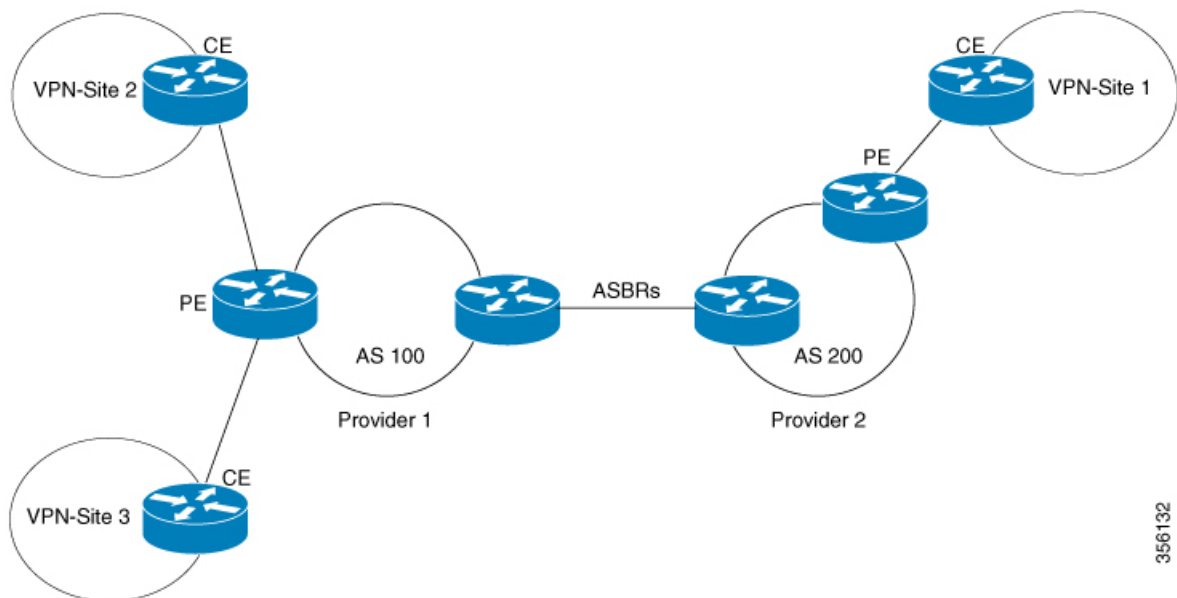 CE
VPN-Site 2
CE
VPN-Site 1
PE
PE
ASBRs
AS 100
AS 200
Provider 1
Provider 2
CE
VPN-Site 3
356132